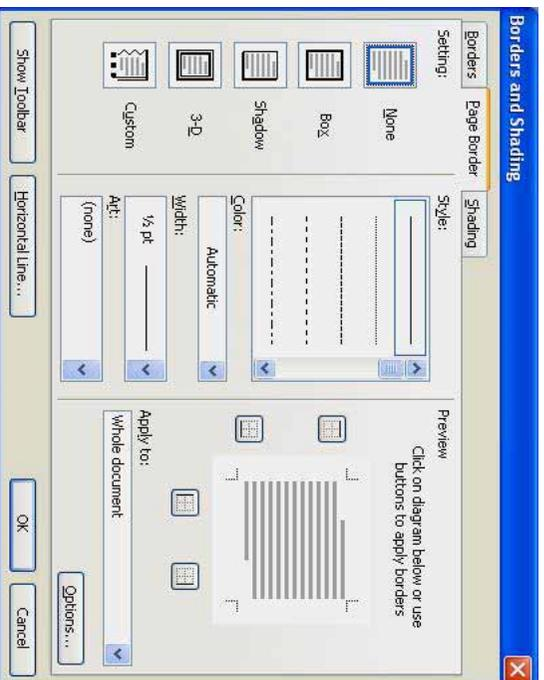 Borders and Shading
Borders Page Border Shading
Setting:
None
Box
Shadow
3-D
Custom
Style:
Color:
Automatic
Width:
½ pt
Art:
(none)
Preview
Click on diagram below or use
buttons to apply borders
Apply to:
Whole document
Options...
Show Toolbar
Horizontal Line...
OK
Cancel